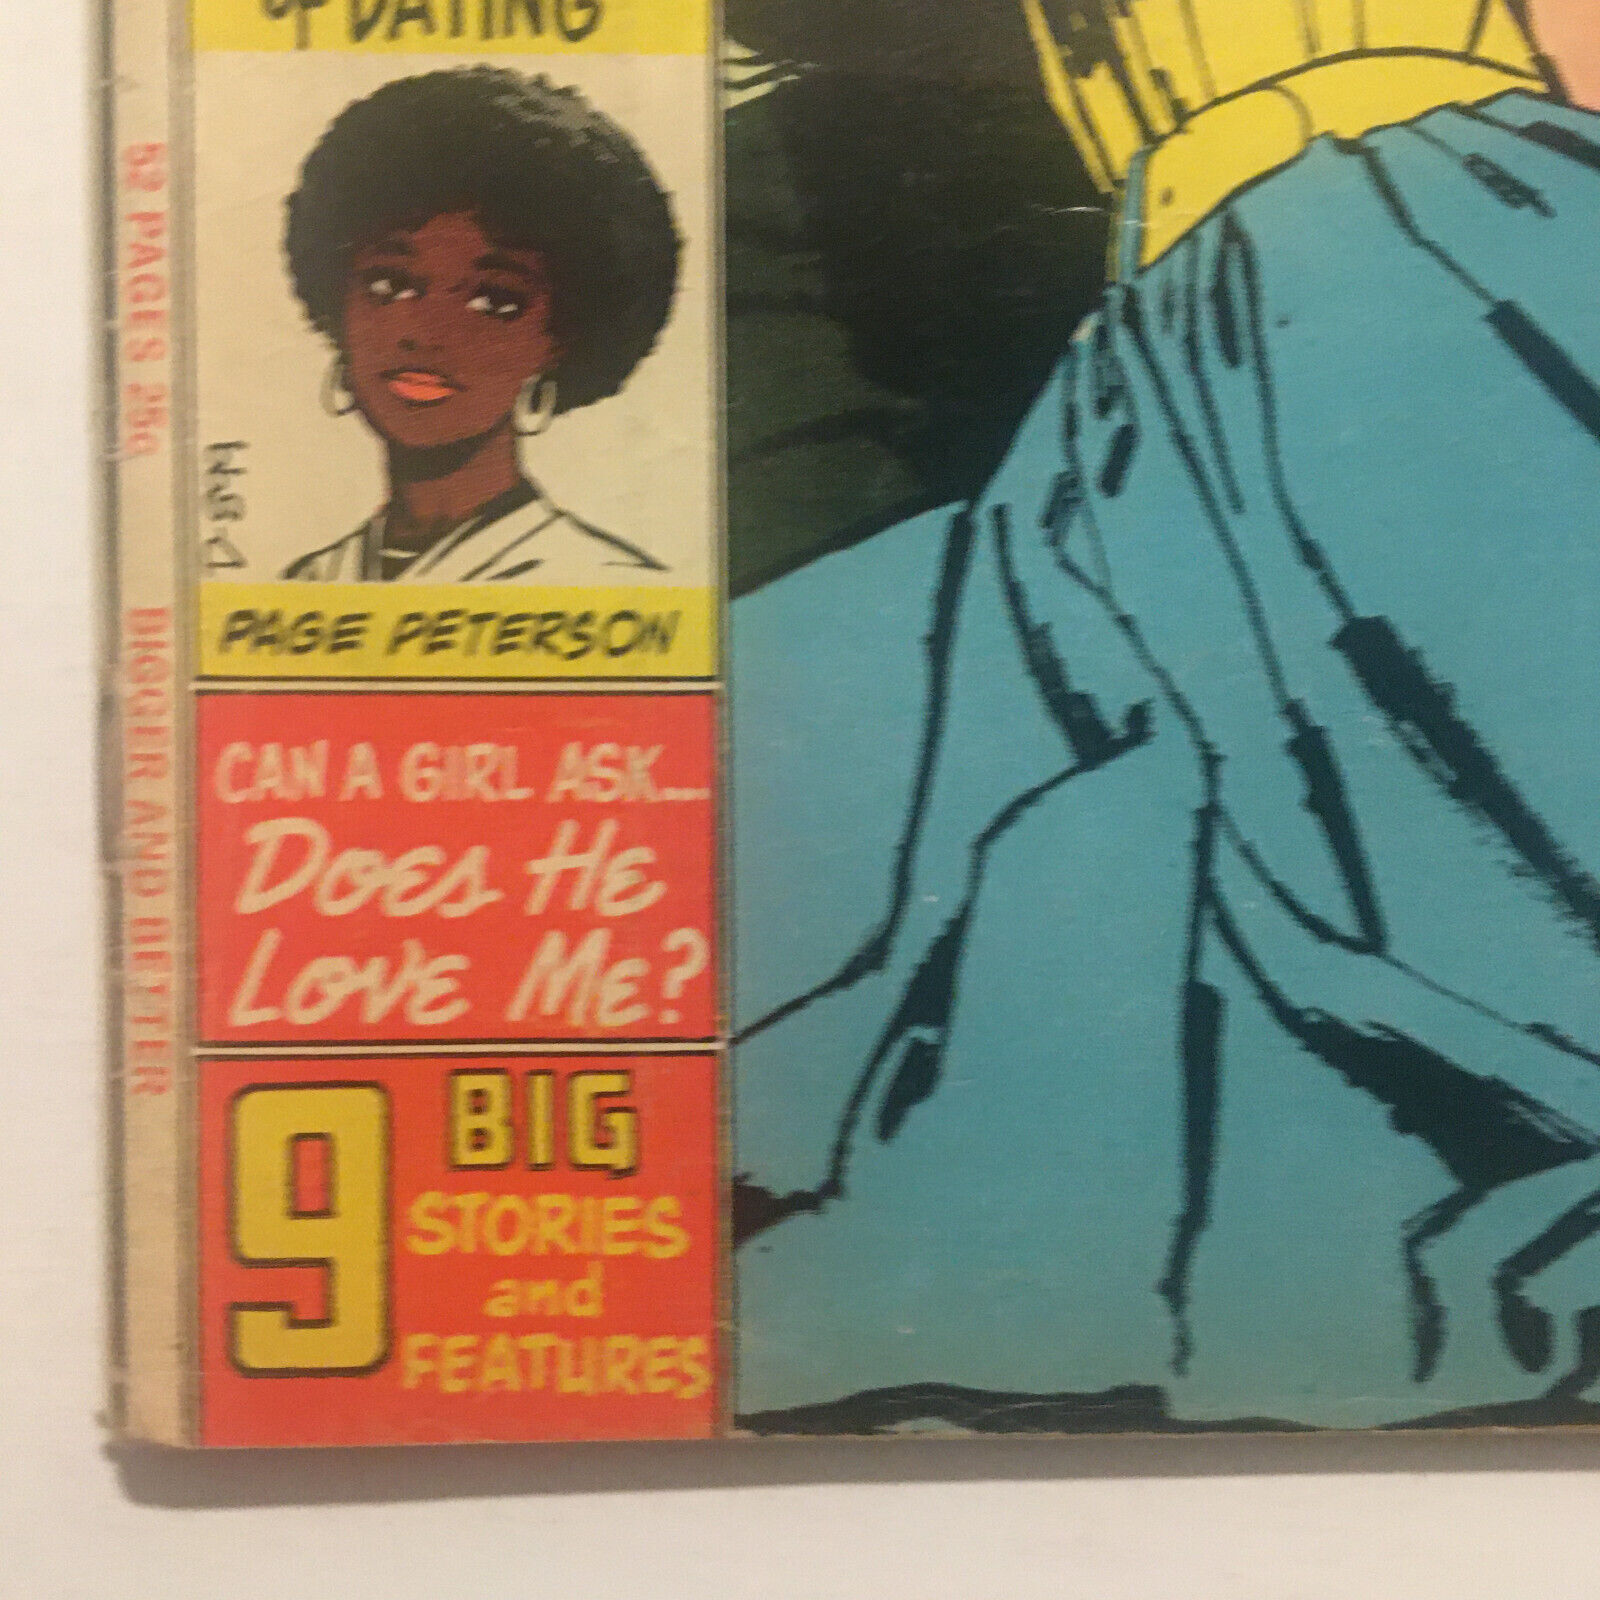 of DATING
PAGE PETERSON
CAN A GIRL ASK...
DOES HE
LOVE ME?
9 BIG
STORIES
and
FEATURES
52 PAGES 25¢ BIGGER AND BETTER